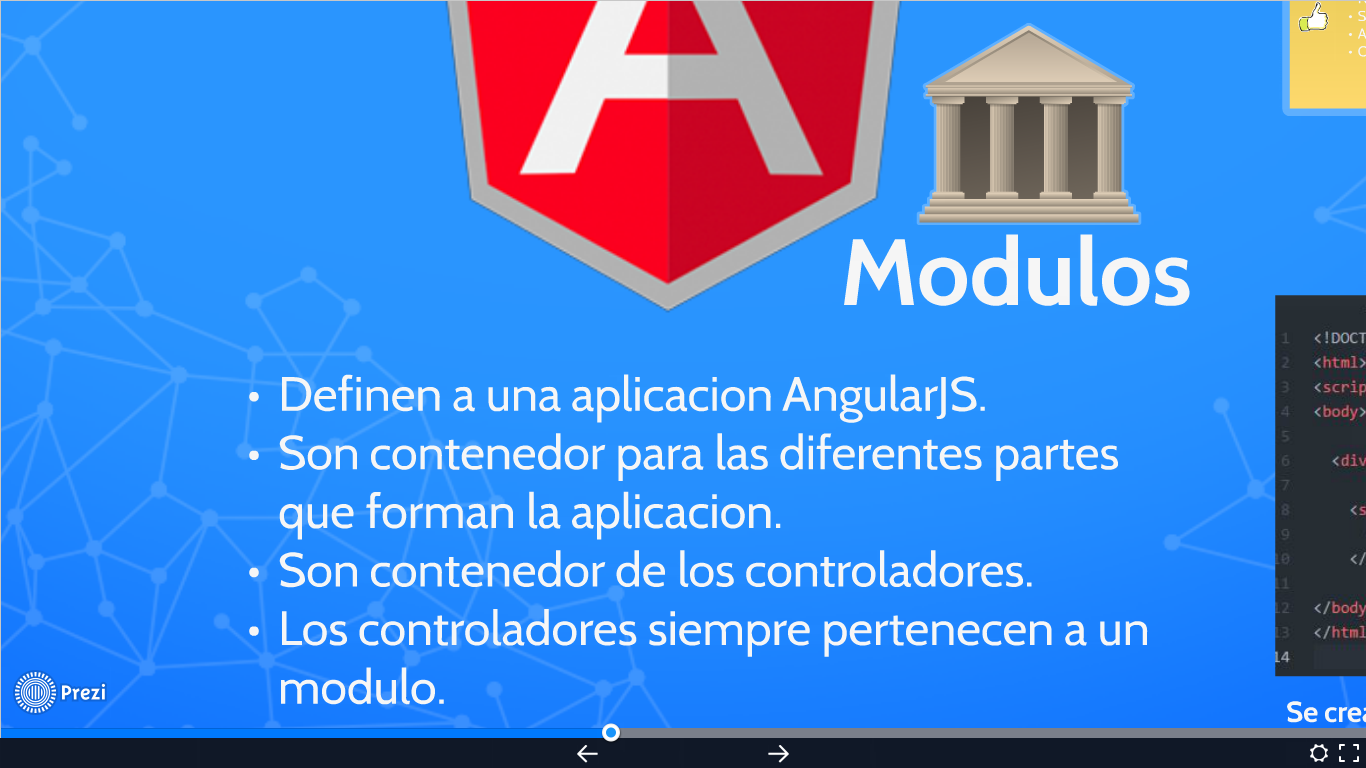 Modulos
• Definen a una aplicacion AngularJS.
• Son contenedor para las diferentes partes
que forman la aplicacion.
• Son contenedor de los controladores.
• Los controladores siempre pertenecen a un
modulo.
1 <!DOCT
2 <html>
3 <scrip
4 <body>
5
6 <div
7
8 <s
9
10 </
11
12 </body
13 </html
14
Se crea
Prezi